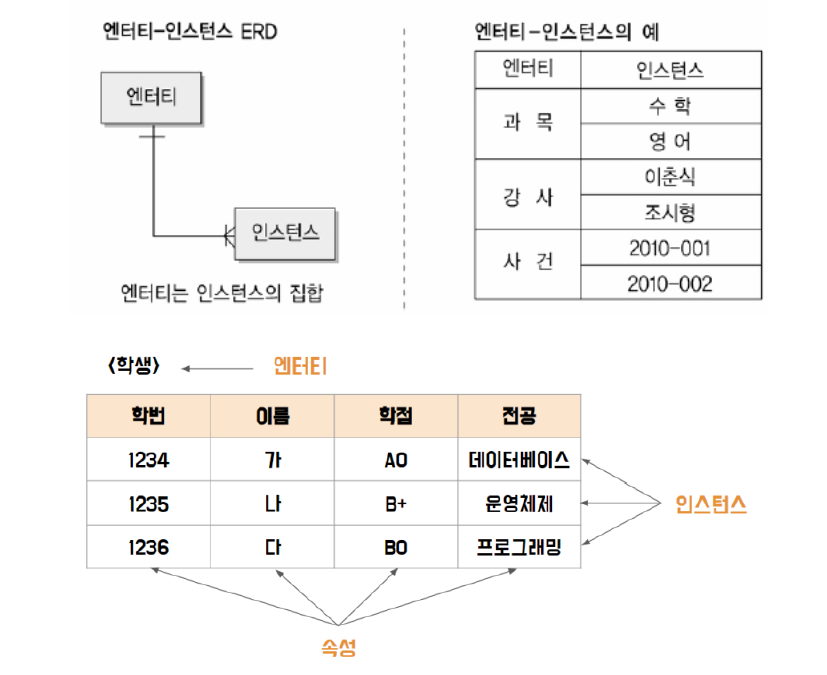 엔터티-인스턴스 ERD
엔터티
인스턴스
엔터티는 인스턴스의 집합
엔터티-인스턴스의 예
엔터티 인스턴스
과 목 수 학
영 어
강 사 이춘식
조시형
사 건 2010-001
2010-002
<학생> 엔터티
학번 이름 학점 전공
1234 가 A0 데이터베이스
1235 나 B+ 운영체제
1236 다 B0 프로그래밍
인스턴스
속성